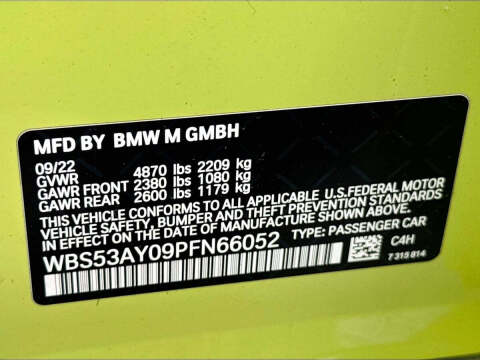 MFD BY BMW M GMBH
09/22
GVWR 4870 lbs 2209 kg
GAWR FRONT 2380 lbs 1080 kg
GAWR REAR 2600 lbs 1179 kg
THIS VEHICLE CONFORMS TO ALL APPLICABLE U.S.FEDERAL MOTOR
VEHICLE SAFETY, BUMPER AND THEFT PREVENTION STANDARDS
IN EFFECT ON THE DATE OF MANUFACTURE SHOWN ABOVE.
WBS53AY09PFN66052 TYPE: PASSENGER CAR
C4H
7 315 814